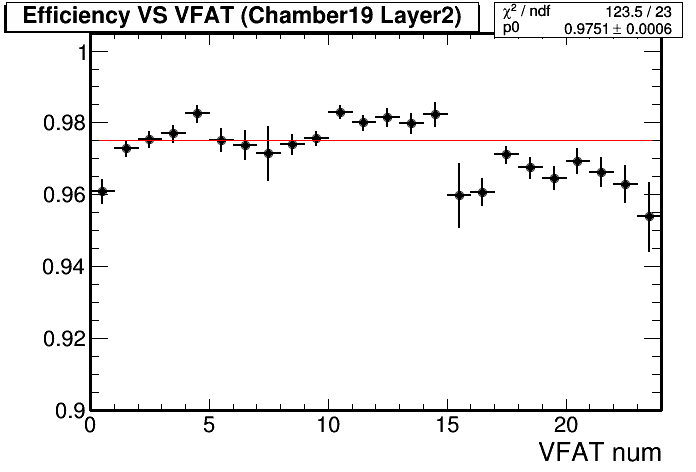 Efficiency VS VFAT (Chamber19 Layer2)
χ² / ndf 123.5 / 23
p0 0.9751 ± 0.0006
1
0.98
0.96
0.94
0.92
0.9
0 5 10 15 20
VFAT num